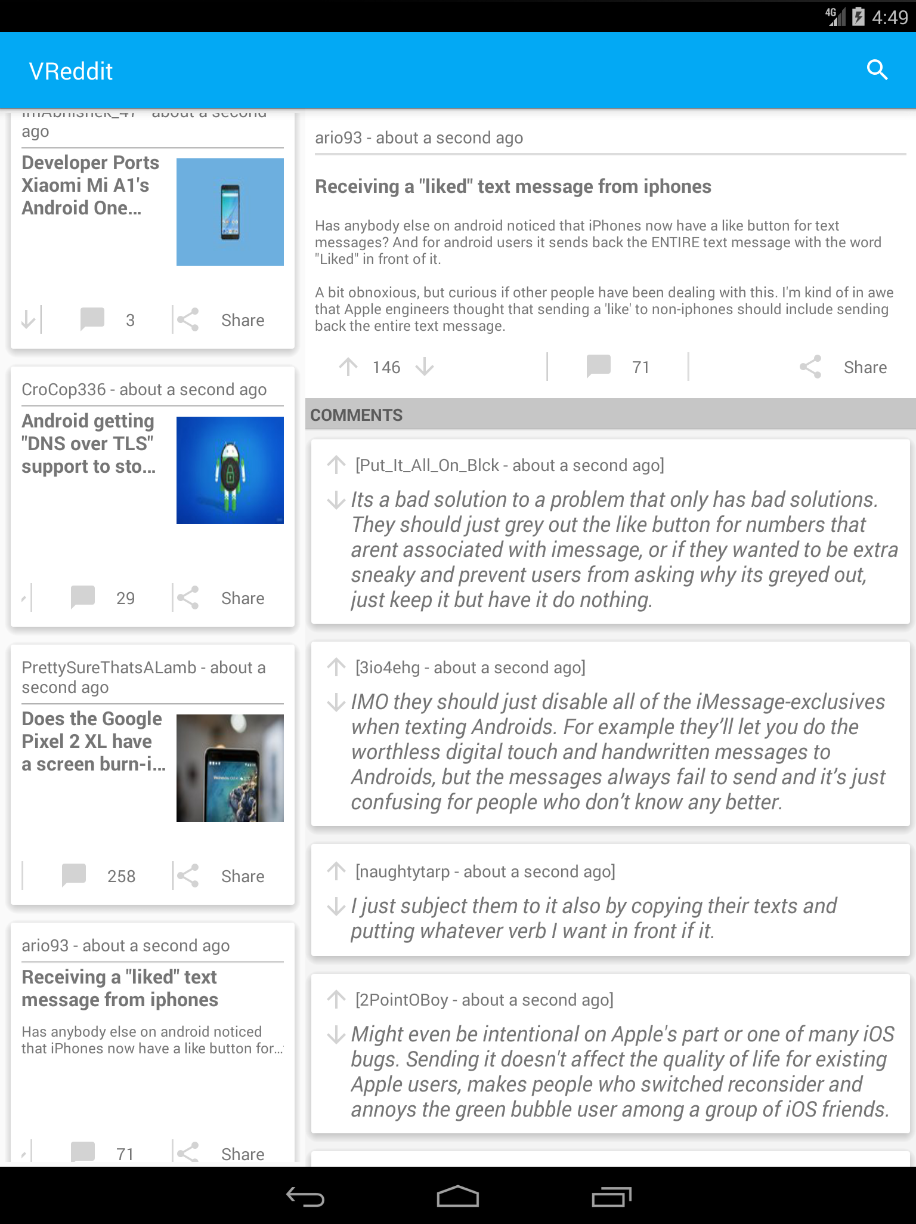 4G 4:49
VReddit
ImAbhishek_47 - about a second
ago
Developer Ports
Xiaomi Mi A1's
Android One...
3 Share
CroCop336 - about a second ago
Android getting
"DNS over TLS"
support to sto...
29 Share
PrettySureThatsALamb - about a
second ago
Does the Google
Pixel 2 XL have
a screen burn-i...
258 Share
ario93 - about a second ago
Receiving a "liked" text
message from iphones
Has anybody else on android noticed
that iPhones now have a like button for...
71 Share
ario93 - about a second ago
Receiving a "liked" text message from iphones
Has anybody else on android noticed that iPhones now have a like button for text
messages? And for android users it sends back the ENTIRE text message with the word
"Liked" in front of it.
A bit obnoxious, but curious if other people have been dealing with this. I'm kind of in awe
that Apple engineers thought that sending a 'like' to non-iphones should include sending
back the entire text message.
146 71 Share
COMMENTS
[Put_It_All_On_Blck - about a second ago]
Its a bad solution to a problem that only has bad solutions.
They should just grey out the like button for numbers that
arent associated with imessage, or if they wanted to be extra
sneaky and prevent users from asking why its greyed out,
just keep it but have it do nothing.
[3io4ehg - about a second ago]
IMO they should just disable all of the iMessage-exclusives
when texting Androids. For example they’ll let you do the
worthless digital touch and handwritten messages to
Androids, but the messages always fail to send and it’s just
confusing for people who don’t know any better.
[naughtytarp - about a second ago]
I just subject them to it also by copying their texts and
putting whatever verb I want in front if it.
[2PointOBoy - about a second ago]
Might even be intentional on Apple's part or one of many iOS
bugs. Sending it doesn't affect the quality of life for existing
Apple users, makes people who switched reconsider and
annoys the green bubble user among a group of iOS friends.